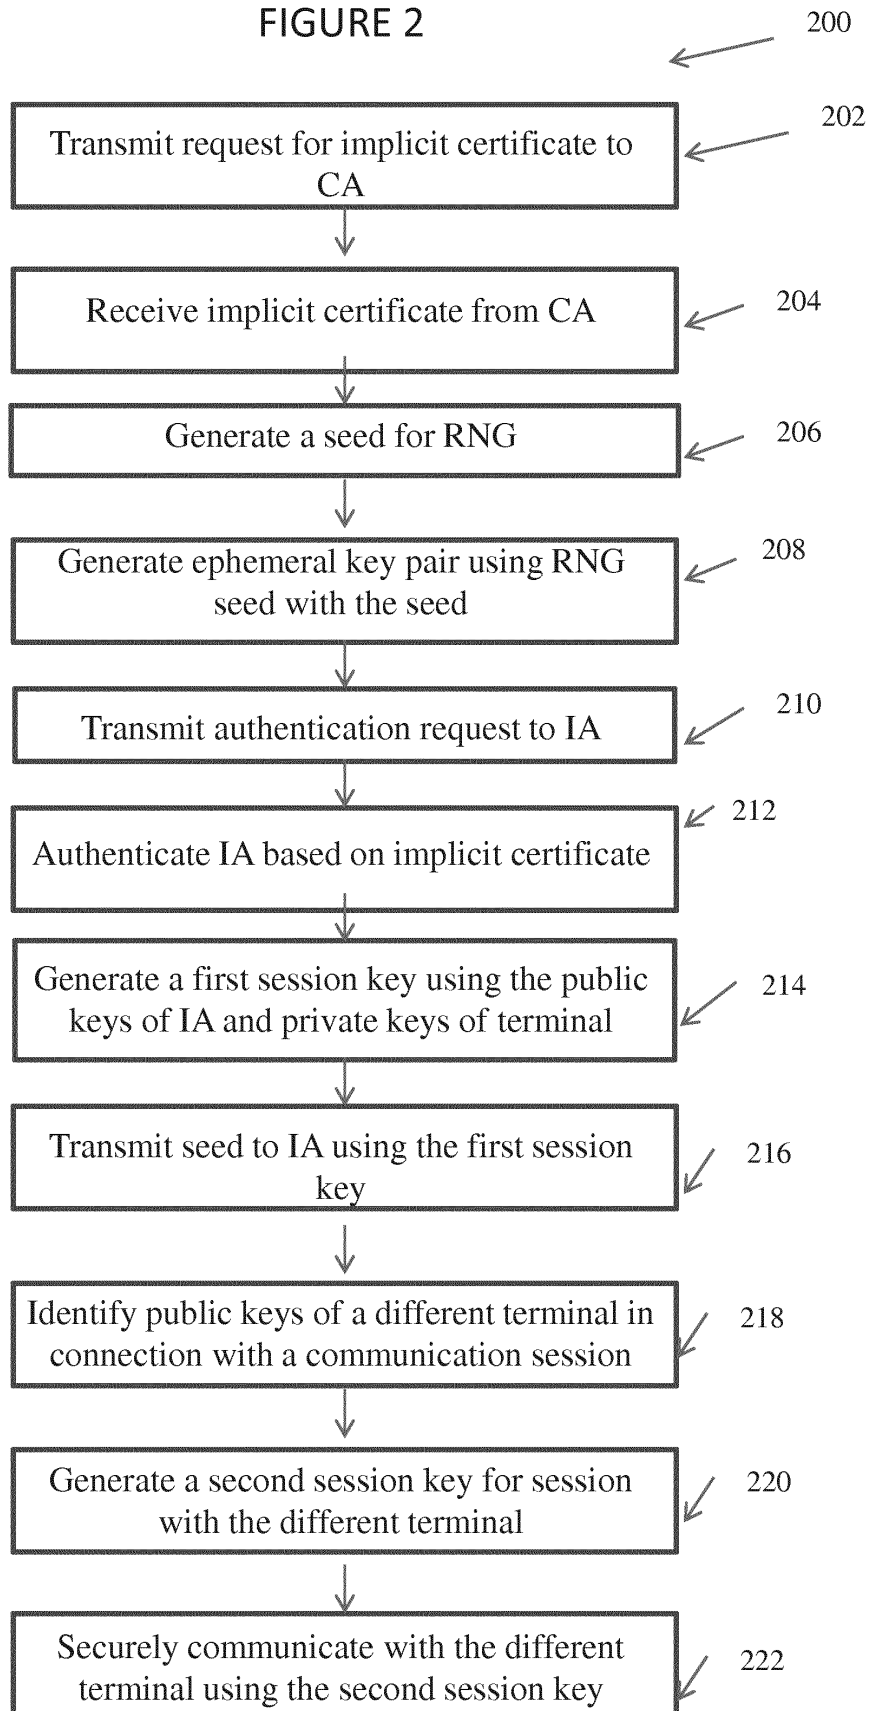 FIGURE 2
200
202
Transmit request for implicit certificate to
CA
204
Receive implicit certificate from CA
206
Generate a seed for RNG
208
Generate ephemeral key pair using RNG
seed with the seed
210
Transmit authentication request to IA
212
Authenticate IA based on implicit certificate
214
Generate a first session key using the public
keys of IA and private keys of terminal
216
Transmit seed to IA using the first session
key
218
Identify public keys of a different terminal in
connection with a communication session
220
Generate a second session key for session
with the different terminal
222
Securely communicate with the different
terminal using the second session key